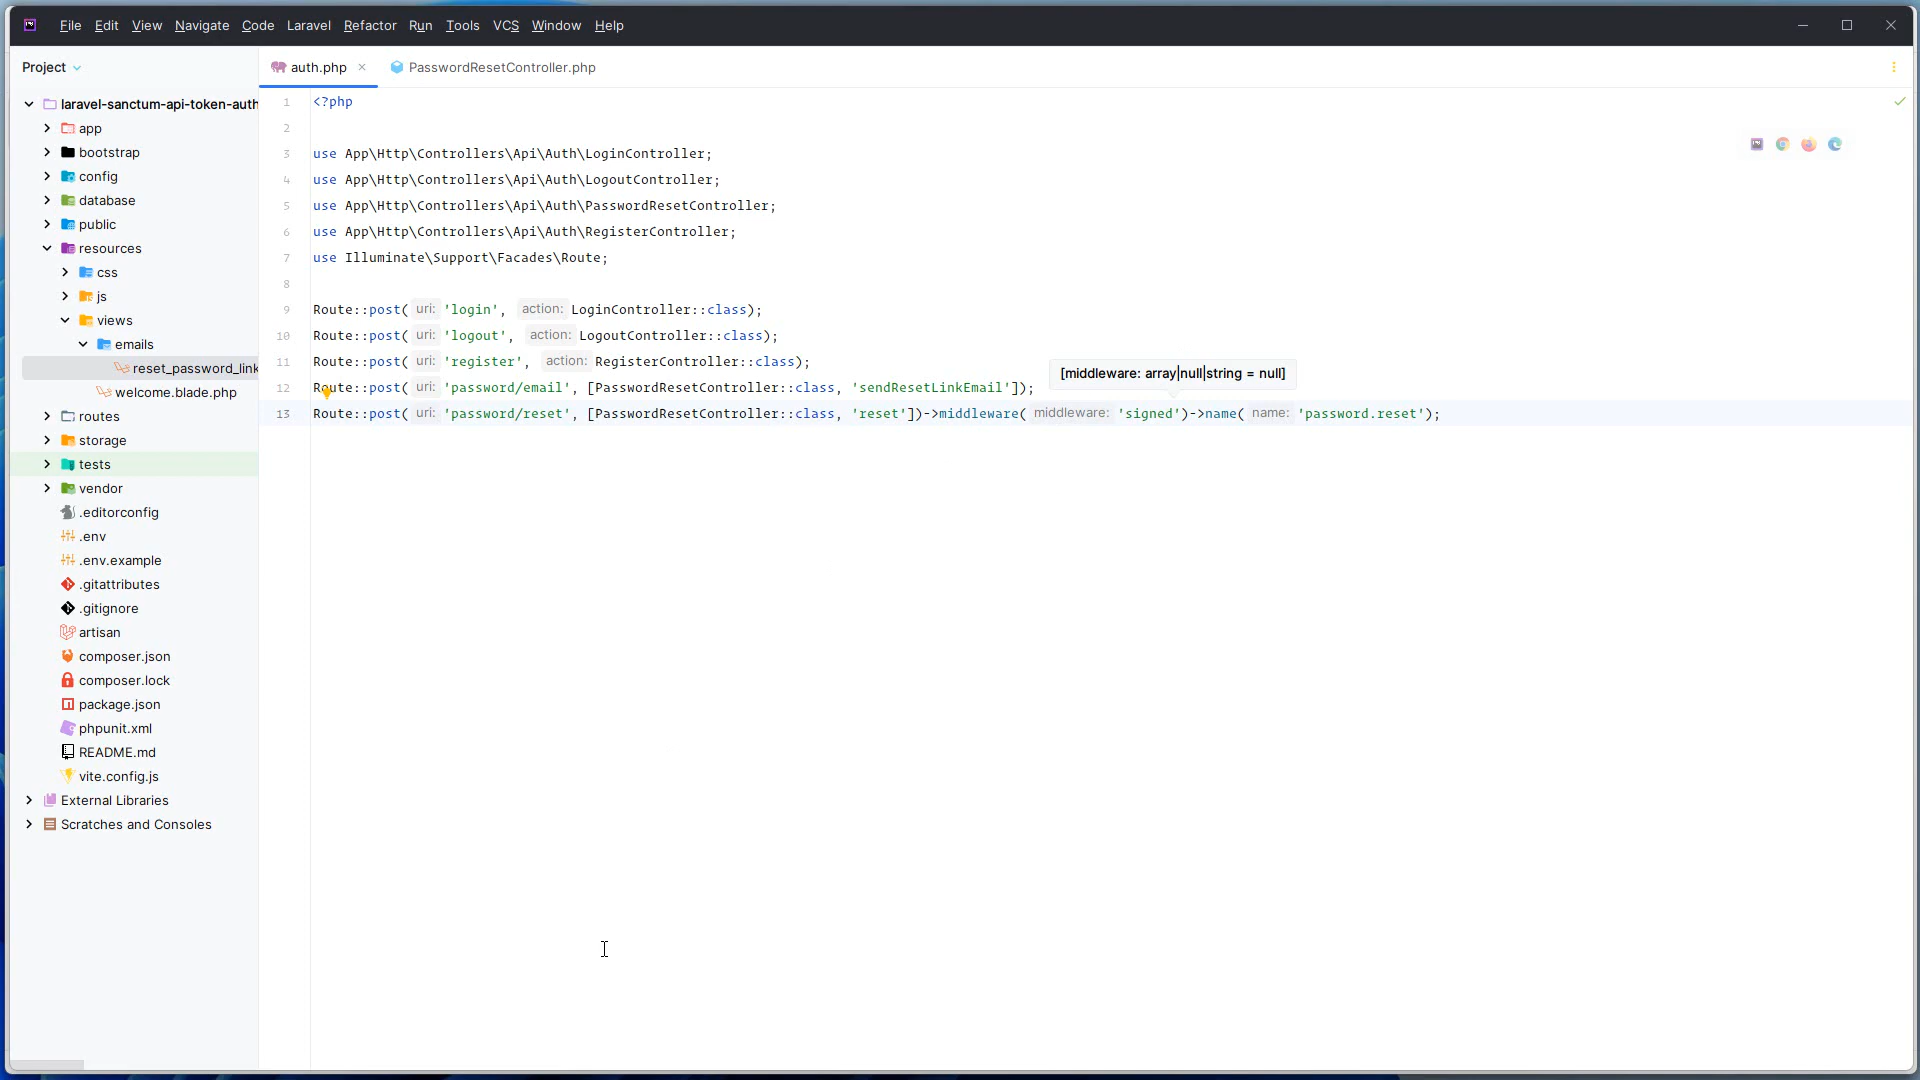 File Edit View Navigate Code Laravel Refactor Run Tools VCS Window Help
Project
auth.php
PasswordResetController.php
laravel-sanctum-api-token-auth
app
bootstrap
config
database
public
resources
css
js
views
emails
reset_password_link
welcome.blade.php
routes
storage
tests
vendor
.editorconfig
.env
.env.example
.gitattributes
.gitignore
artisan
composer.json
composer.lock
package.json
phpunit.xml
README.md
vite.config.js
External Libraries
Scratches and Consoles
1 <?php
2
3 use App\Http\Controllers\Api\Auth\LoginController;
4 use App\Http\Controllers\Api\Auth\LogoutController;
5 use App\Http\Controllers\Api\Auth\PasswordResetController;
6 use App\Http\Controllers\Api\Auth\RegisterController;
7 use Illuminate\Support\Facades\Route;
8
9 Route::post( uri: 'login', action: LoginController::class);
10 Route::post( uri: 'logout', action: LogoutController::class);
11 Route::post( uri: 'register', action: RegisterController::class);
[middleware: array|null|string = null]
12 Route::post( uri: 'password/email', [PasswordResetController::class, 'sendResetLinkEmail']);
13 Route::post( uri: 'password/reset', [PasswordResetController::class, 'reset'])->middleware( middleware: 'signed')->name( name: 'password.reset');